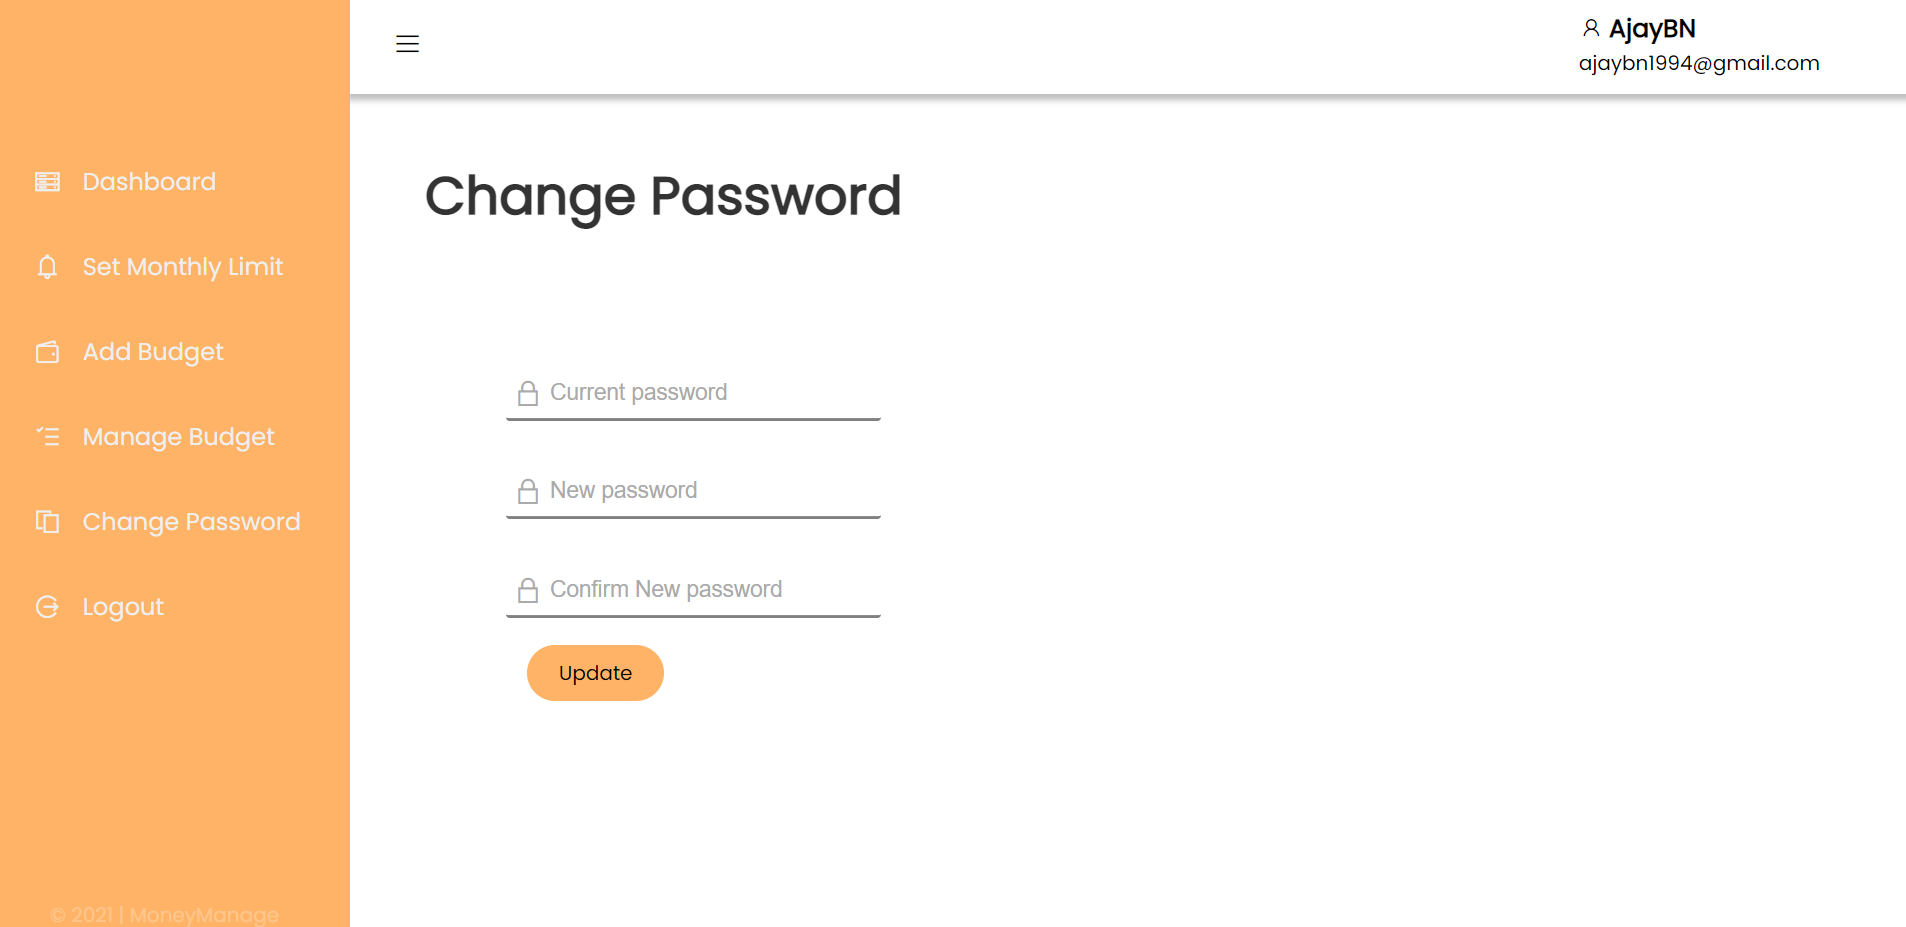 AjayBN
ajaybn1994@gmail.com
Dashboard
Set Monthly Limit
Add Budget
Manage Budget
Change Password
Logout
© 2021 | MoneyManage
Change Password
Current password
New password
Confirm New password
Update